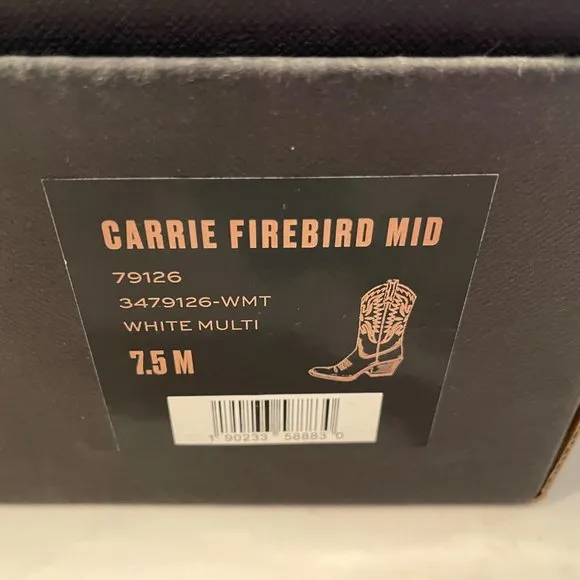 CARRIE FIREBIRD MID
79126
3479126-WMT
WHITE MULTI
7.5 M
1 90233 58883 0